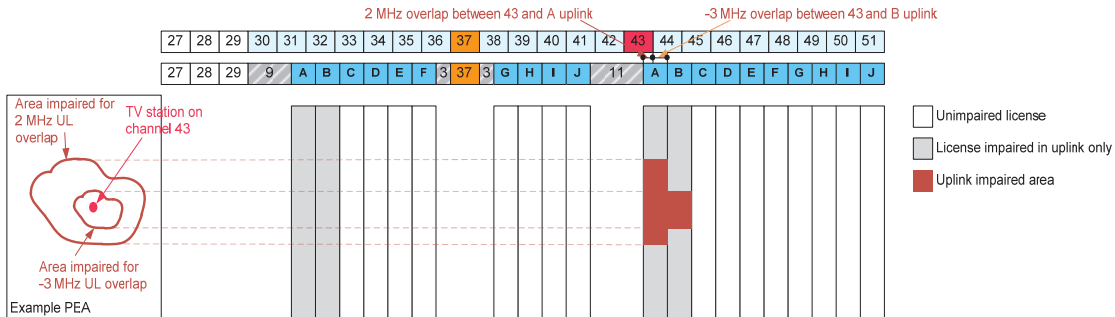 2 MHz overlap between 43 and A uplink
-3 MHz overlap between 43 and B uplink
27 28 29 30 31 32 33 34 35 36 37 38 39 40 41 42 43 44 45 46 47 48 49 50 51
27 28 29 9 A B C D E F 3 37 3 G H I J 11 A B C D E F G H I J
Area impaired for
2 MHz UL
overlap
TV station on
channel 43
Area impaired for
-3 MHz UL overlap
Example PEA
Unimpaired license
License impaired in uplink only
Uplink impaired area